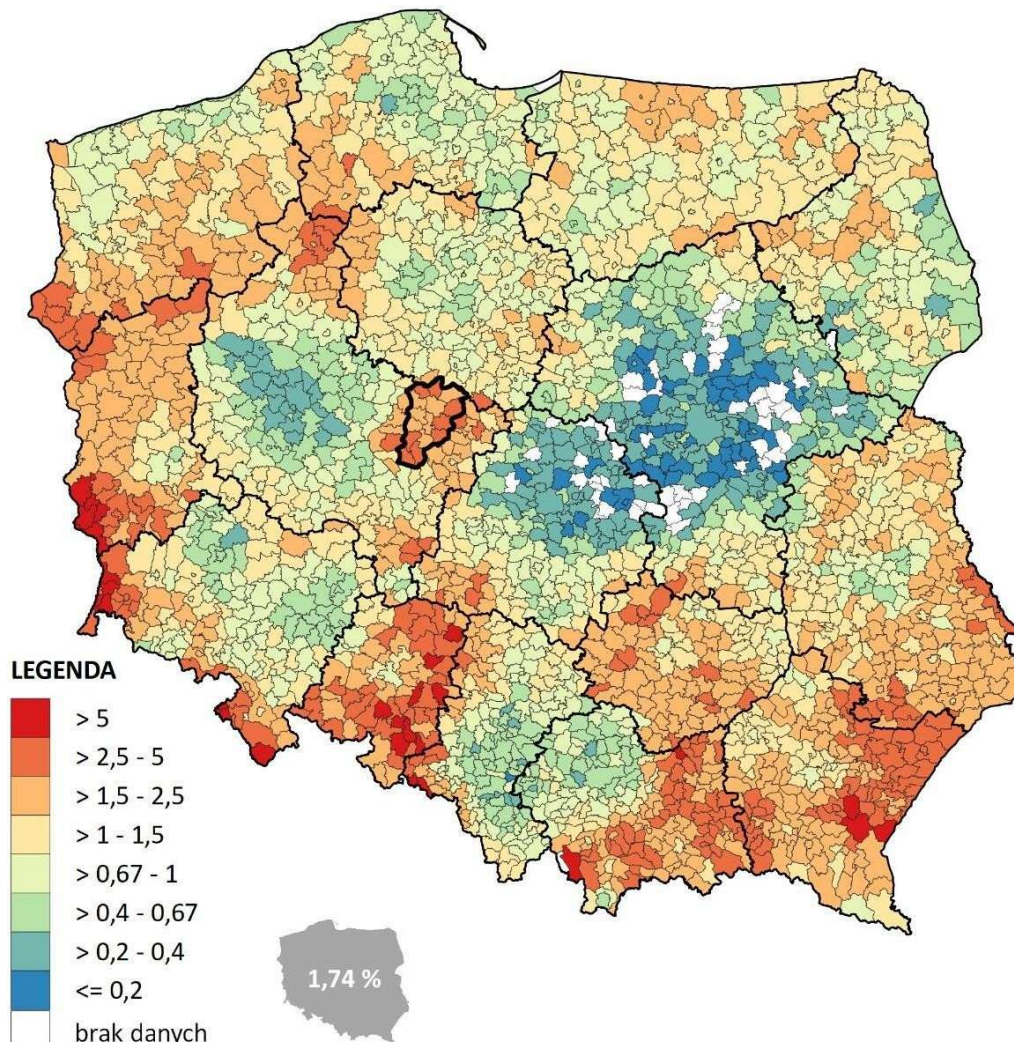 LEGENDA
> 5
> 2,5 - 5
> 1,5 - 2,5
> 1 - 1,5
> 0,67 - 1
> 0,4 - 0,67
> 0,2 - 0,4
<= 0,2
brak danych
1,74 %